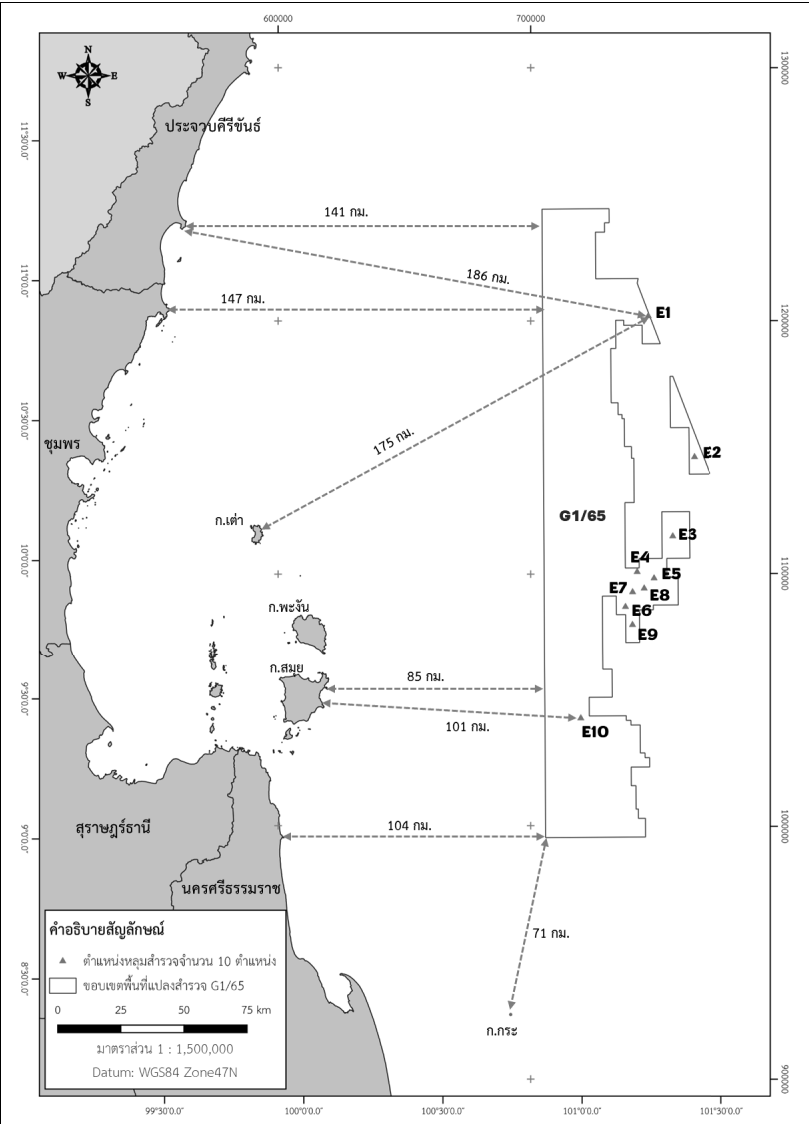 600000
700000
N
W
E
S
1300000
ประจวบคีรีขันธ์
11°30'0.0"
141 กม.
186 กม.
11°0'0.0"
147 กม.
E1
1200000
175 กม.
10°30'0.0"
ชุมพร
E2
ก.เต่า
G1/65
E3
10°0'0.0"
E4
E5
1100000
E7
E8
ก.พะงัน
E6
E9
ก.สมุย
85 กม.
9°30'0.0"
101 กม.
E10
104 กม.
1000000
สุราษฎร์ธานี
9°0'0.0"
นครศรีธรรมราช
71 กม.
คำอธิบายสัญลักษณ์
ตำแหน่งหลุมสำรวจจำนวน 10 ตำแหน่ง
ขอบเขตพื้นที่แปลงสำรวจ G1/65
0 25 50 75 km
มาตราส่วน 1 : 1,500,000
Datum: WGS84 Zone47N
ก.กระ
900000
99°30'0.0"
100°0'0.0"
100°30'0.0"
101°0'0.0"
101°30'0.0"